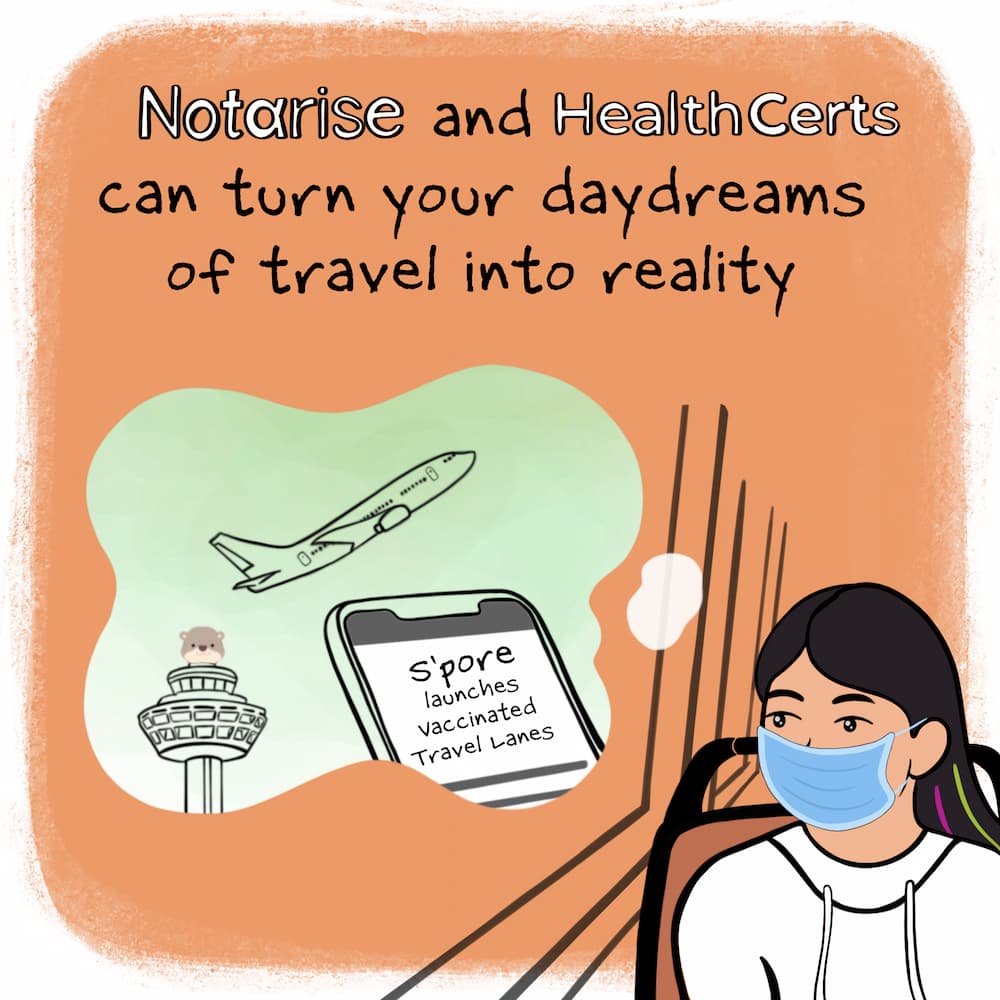 Notarise and HealthCerts
can turn your daydreams
of travel into reality
S'pore
launches
vaccinated
Travel Lanes